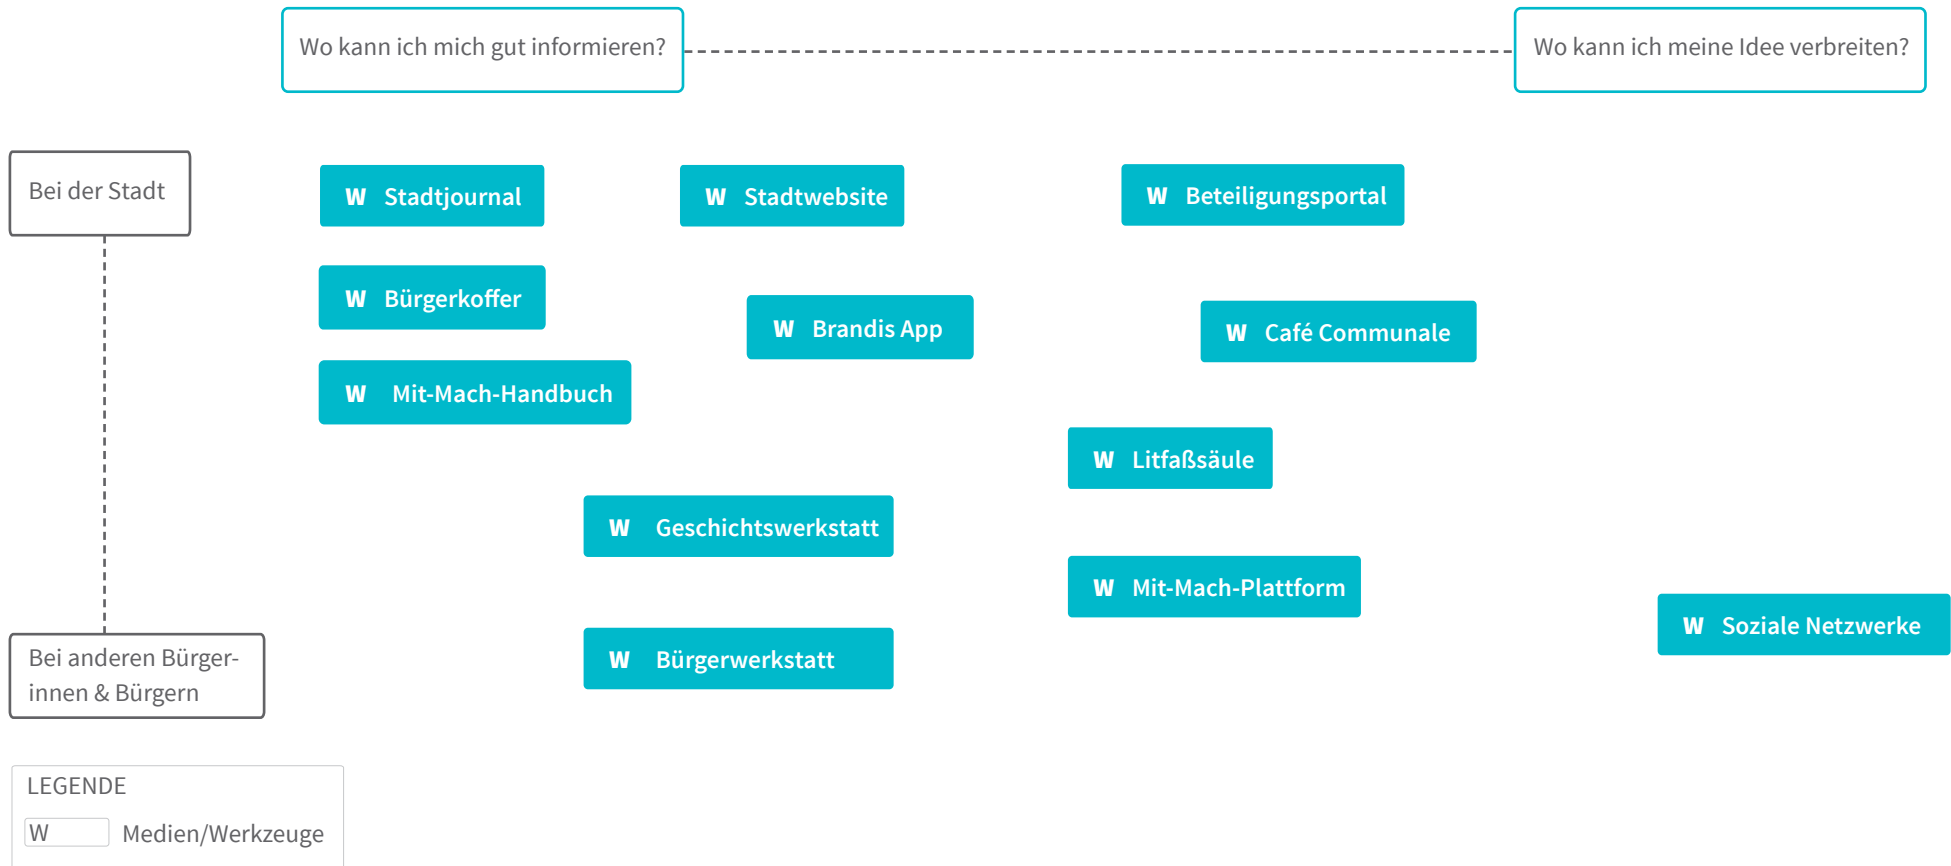 Wo kann ich mich gut informieren?
Wo kann ich meine Idee verbreiten?
Bei der Stadt
W Stadtjournal
W Stadtwebsite
W Beteiligungsportal
W Bürgerkoffer
W Brandis App
W Café Communale
W Mit-Mach-Handbuch
W Litfaßsäule
W Geschichtswerkstatt
W Mit-Mach-Plattform
W Soziale Netzwerke
Bei anderen Bürger-
innen & Bürgern
W Bürgerwerkstatt
LEGENDE
W Medien/Werkzeuge